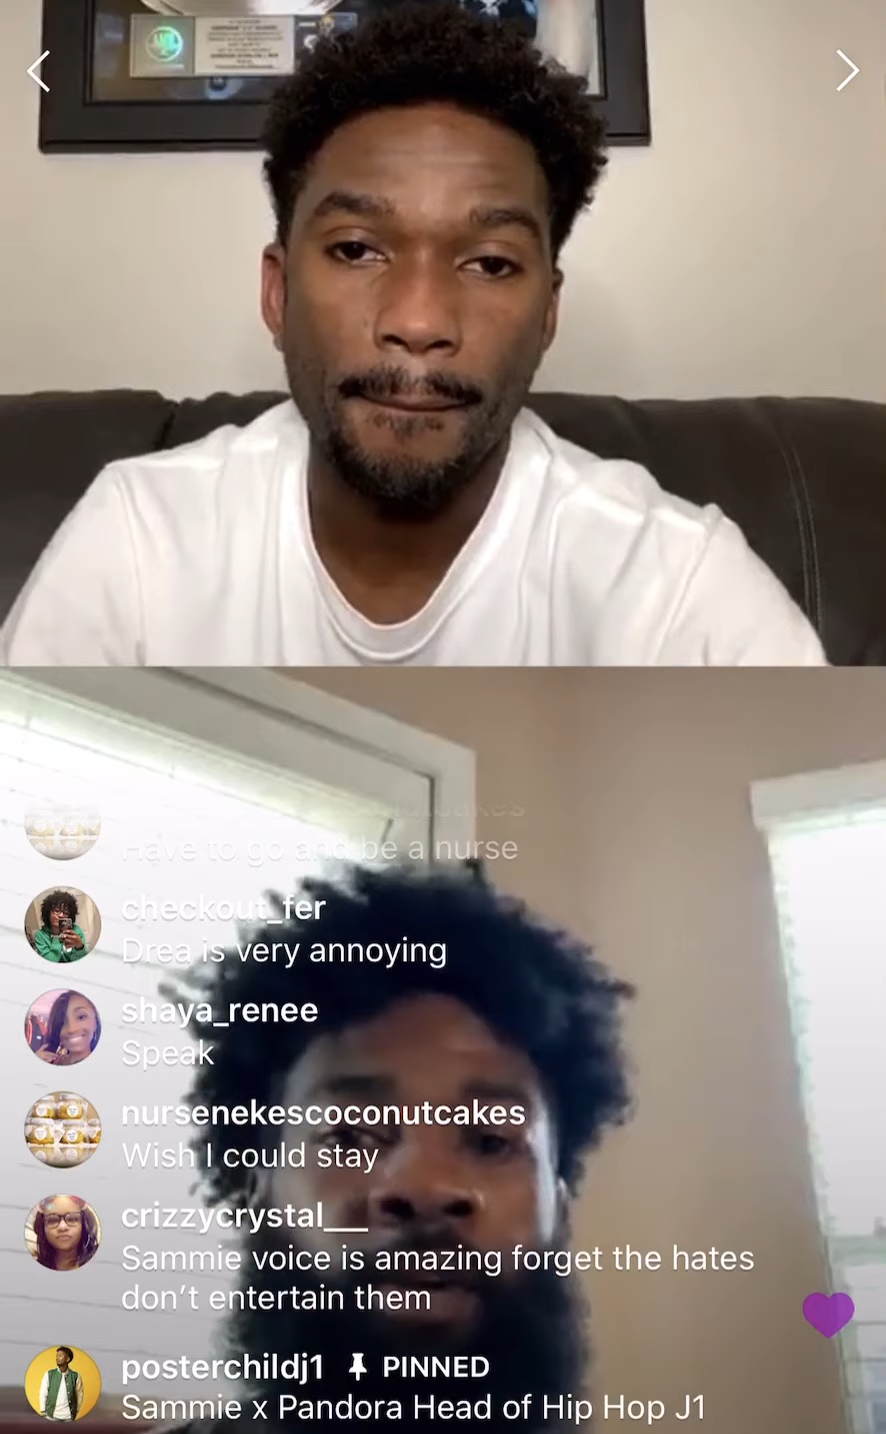 Have to go and be a nurse
checkout_fer
Drea is very annoying
shaya_renee
Speak
nursenekescoconutcakes
Wish I could stay
crizzycrystal___
Sammie voice is amazing forget the hates
don't entertain them
posterchildj1 PINNED
Sammie x Pandora Head of Hip Hop J1